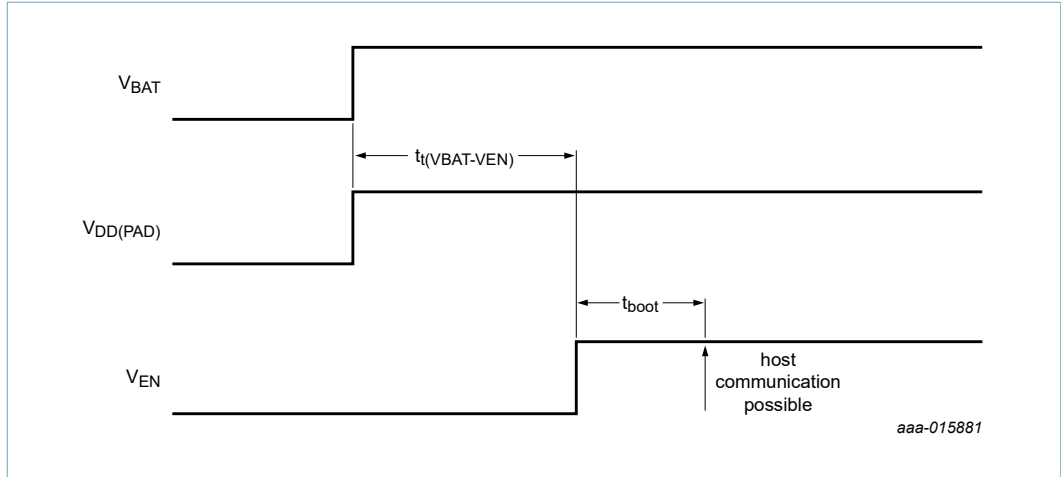 VBAT
tt(VBAT-VEN)
VDD(PAD)
tboot
VEN
host
communication
possible
aaa-015881